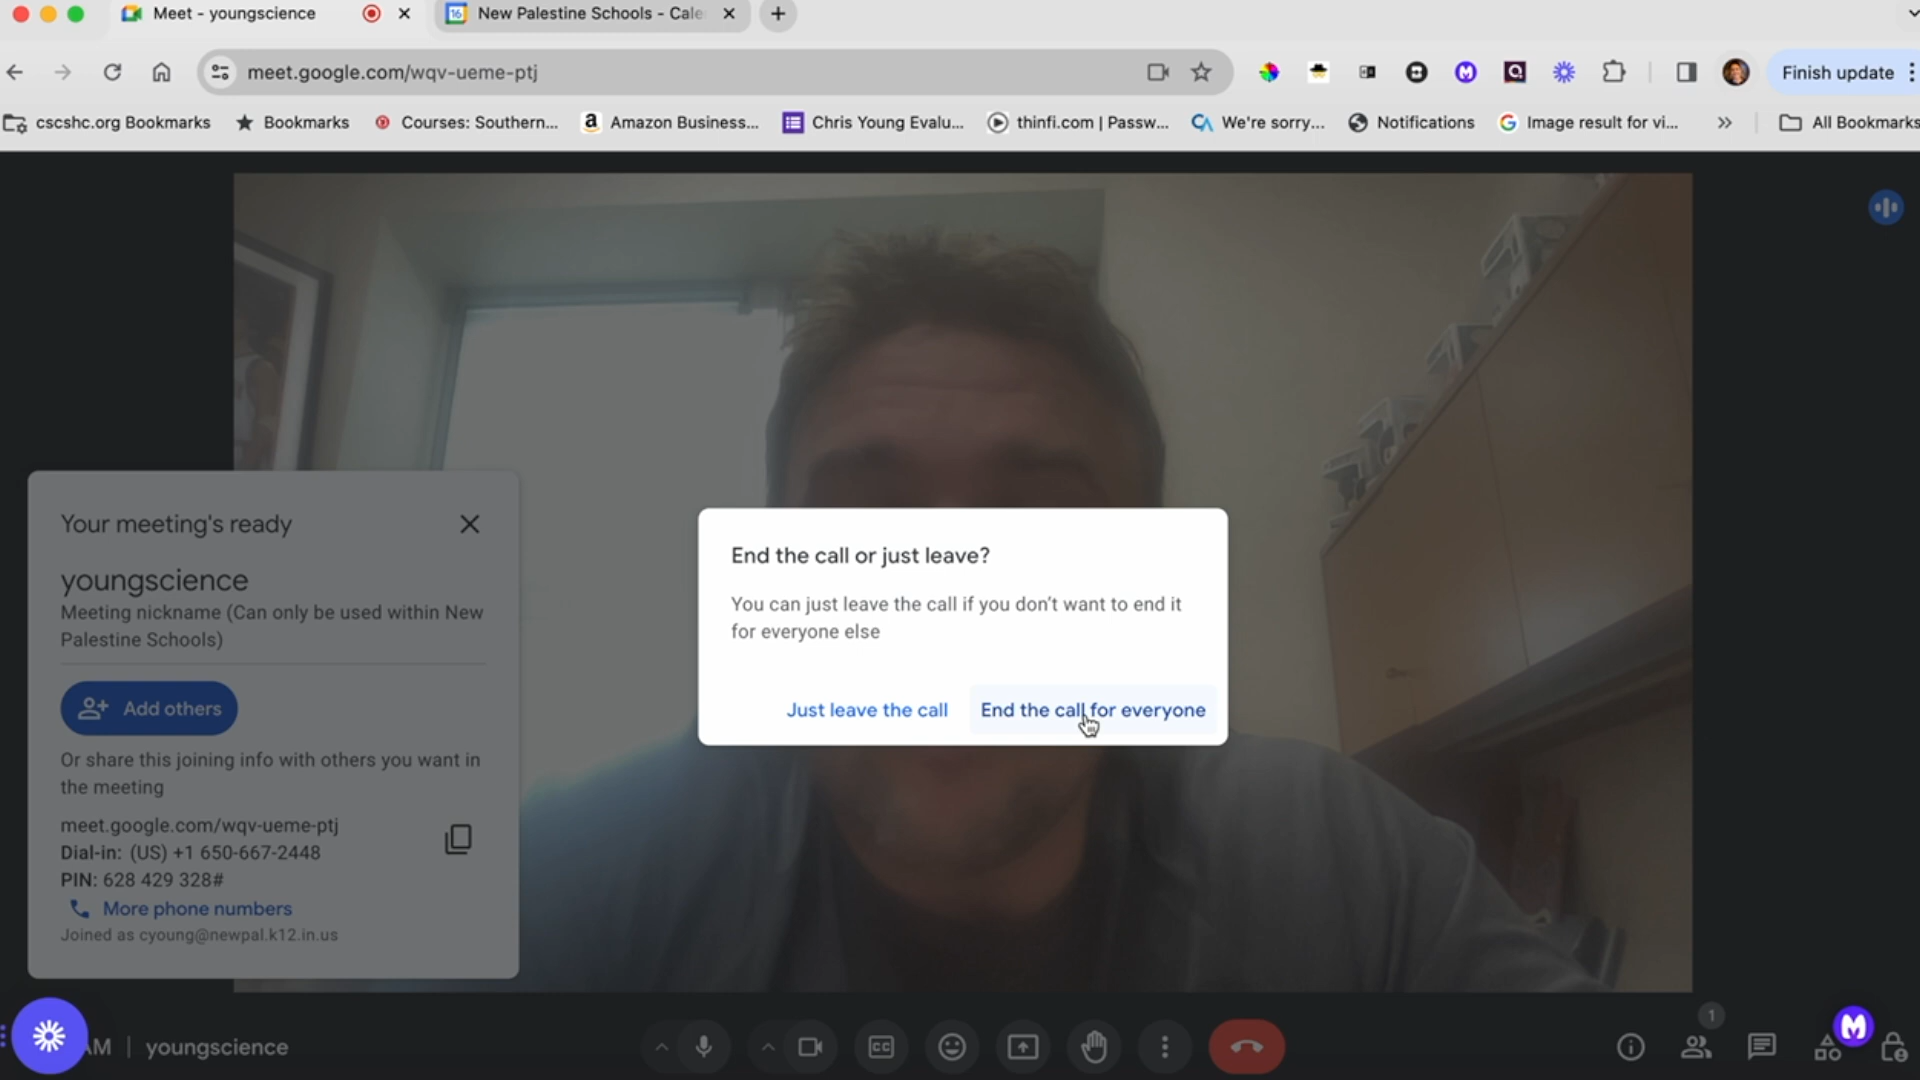 Meet - youngscience
New Palestine Schools - Cale
meet.google.com/wqv-ueme-ptj
Finish update
cscshc.org Bookmarks
Bookmarks
Courses: Southern...
Amazon Business...
Chris Young Evalu...
thinfi.com | Passw...
We're sorry...
Notifications
Image result for vi...
All Bookmarks
Your meeting's ready
youngscience
Meeting nickname (Can only be used within New
Palestine Schools)
Add others
Or share this joining info with others you want in
the meeting
meet.google.com/wqv-ueme-ptj
Dial-in: (US) +1 650-667-2448
PIN: 628 429 328#
More phone numbers
Joined as cyoung@newpal.k12.in.us
End the call or just leave?
You can just leave the call if you don't want to end it
for everyone else
Just leave the call
End the call for everyone
AM | youngscience
CC
1